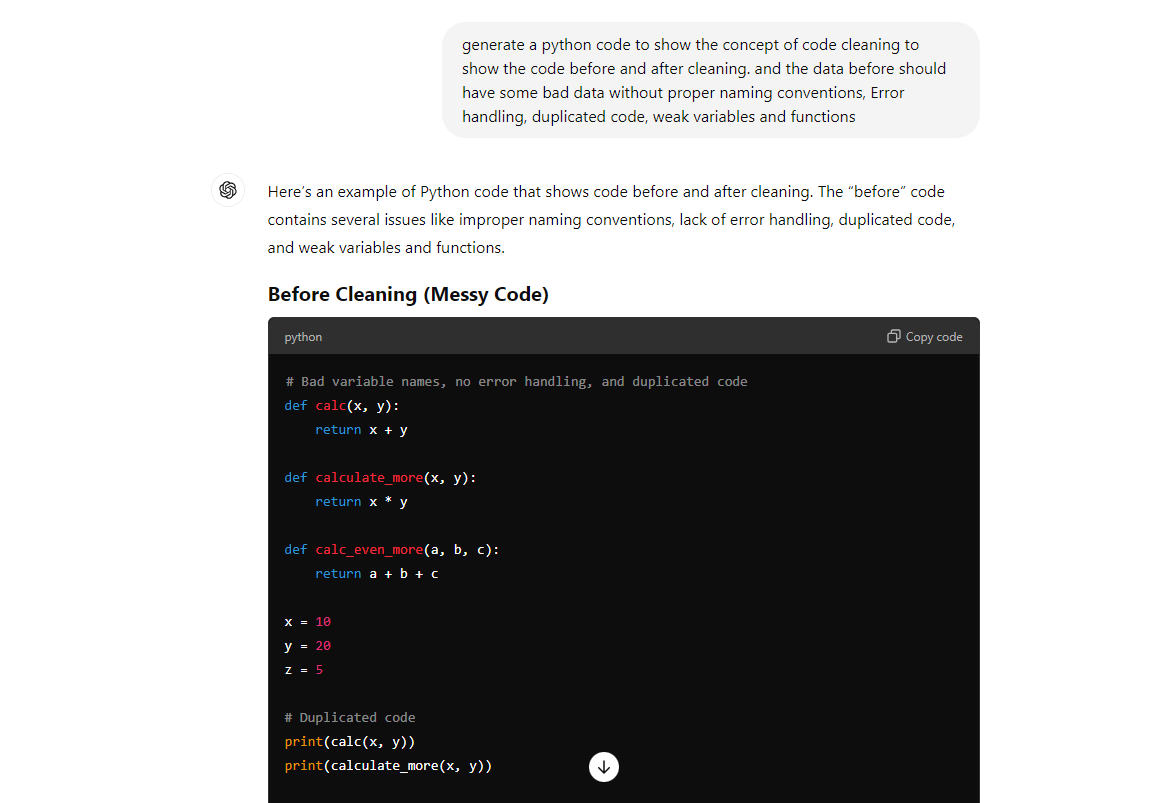 generate a python code to show the concept of code cleaning to
show the code before and after cleaning. and the data before should
have some bad data without proper naming conventions, Error
handling, duplicated code, weak variables and functions
Here’s an example of Python code that shows code before and after cleaning. The “before” code
contains several issues like improper naming conventions, lack of error handling, duplicated code,
and weak variables and functions.
Before Cleaning (Messy Code)
python
Copy code
# Bad variable names, no error handling, and duplicated code
def calc(x, y):
    return x + y
def calculate_more(x, y):
    return x * y
def calc_even_more(a, b, c):
    return a + b + c
x = 10
y = 20
z = 5
# Duplicated code
print(calc(x, y))
print(calculate_more(x, y))